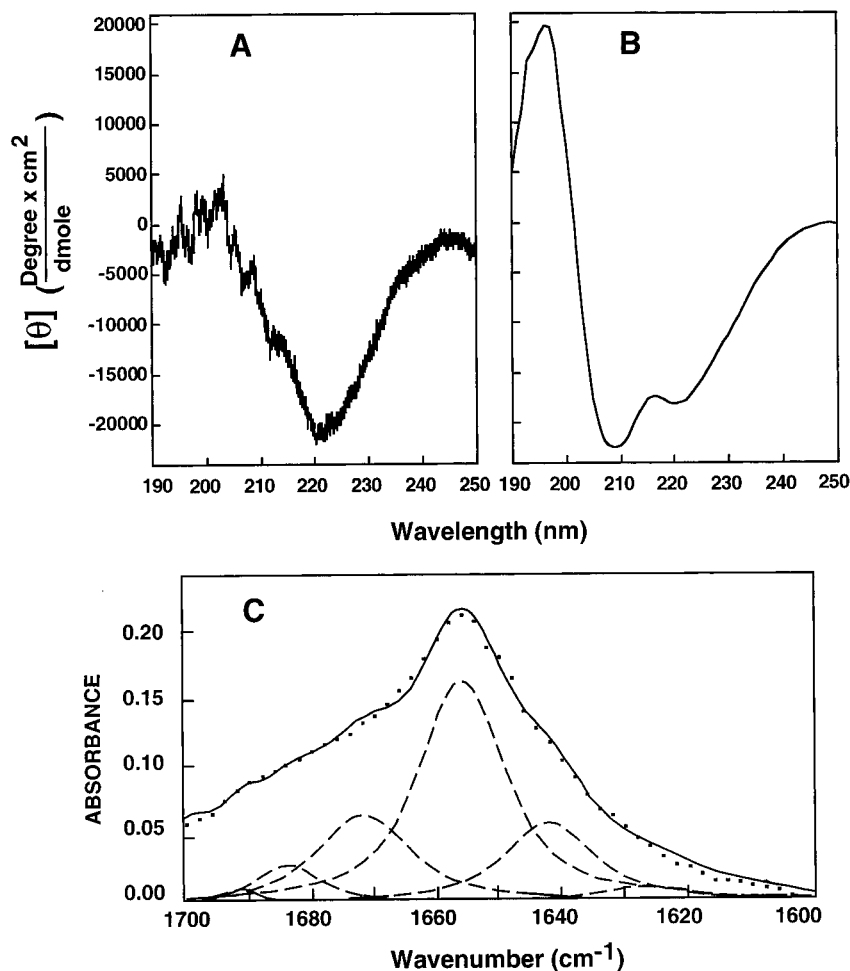 A
B
20000
15000
10000
5000
0
-5000
-10000
-15000
-20000
[θ] ( Degree x cm2 / dmole )
190 200 210 220 230 240 250
190 200 210 220 230 240 250
Wavelength (nm)
C
0.20
0.15
0.10
0.05
0.00
ABSORBANCE
1700 1680 1660 1640 1620 1600
Wavenumber (cm-1)